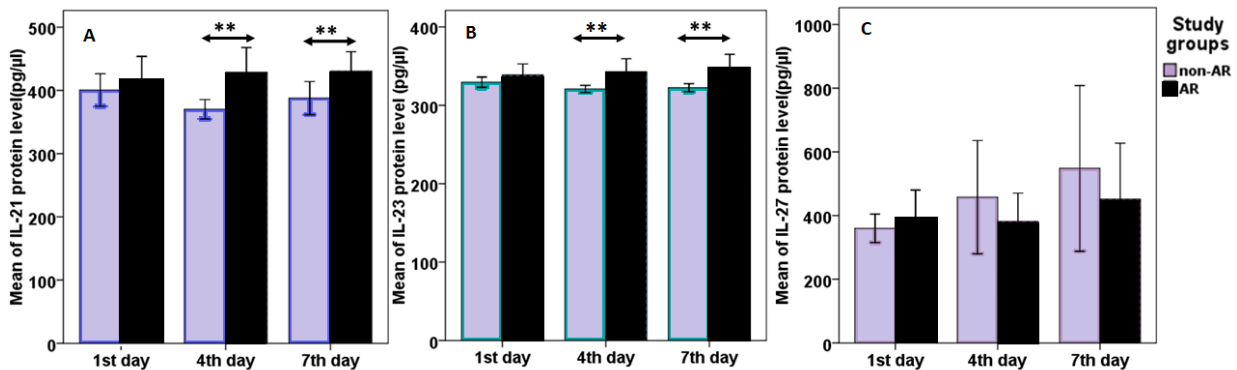 A
Mean of IL-21 protein level(pg/µl)
500
400
300
200
100
0
**
**
1st day
4th day
7th day
B
Mean of IL-23 protein level (pg/µl)
400
300
200
100
0
**
**
1st day
4th day
7th day
C
Mean of IL-27 protein level(pg/µl)
1000
800
600
400
200
0
1st day
4th day
7th day
Study
groups
non-AR
AR